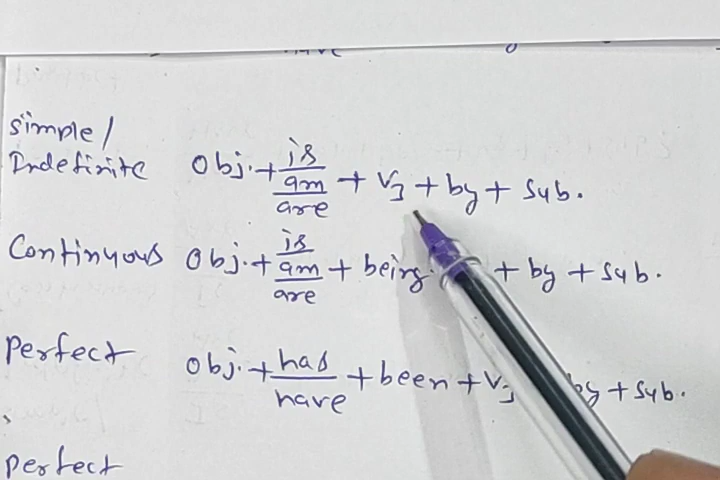 simple/
Indefinite Obj. + is/am/are + V3 + by + Sub.
Continuous Obj. + is/am/are + being + by + sub.
Perfect Obj. + has/have + been + V3 by + sub.
perfect